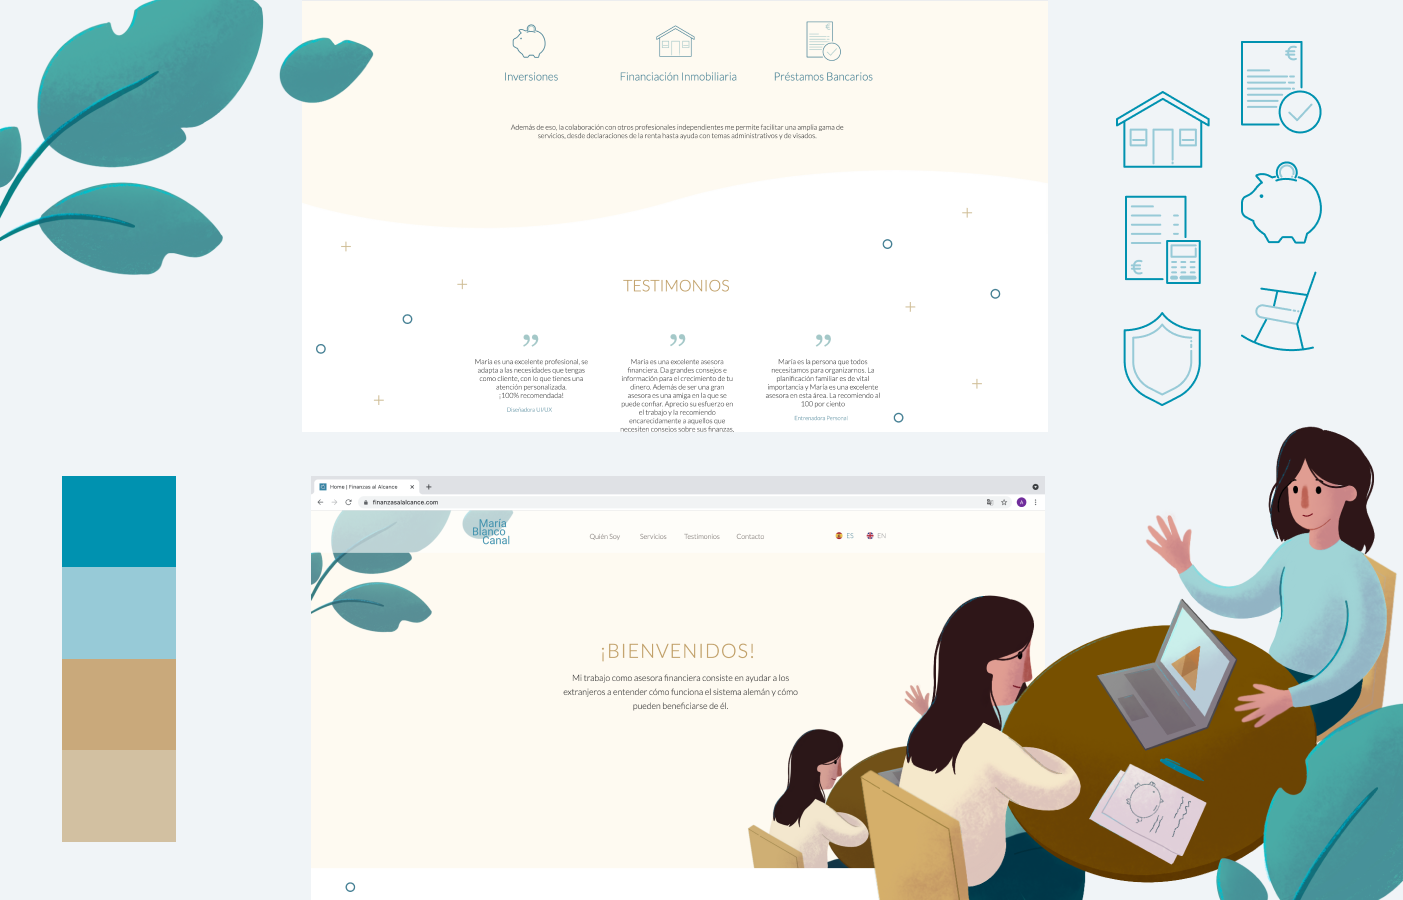 Inversiones
Financiación Inmobiliaria
Préstamos Bancarios
Además de eso, la colaboración con otros profesionales independientes me permite facilitar una amplia gama de
servicios, desde declaraciones de la renta hasta ayuda con temas administrativos y de visados.
TESTIMONIOS
María es una excelente profesional, se
adapta a las necesidades que tengas
como cliente, con lo que tienes una
atención personalizada.
¡100% recomendada!
Diseñadora UI/UX
María es una excelente asesora
financiera. Da grandes consejos e
información para el crecimiento de tu
dinero. Además de ser una gran
asesora es una amiga en la que se
puede confiar. Aprecio su esfuerzo en
el trabajo y la recomiendo
encarecidamente a aquellos que
necesiten consejos sobre sus finanzas.
María es la persona que todos
necesitamos para organizarnos. La
planificación familiar es de vital
importancia y María es una excelente
asesora en esta área. La recomiendo al
100 por ciento
Entrenadora Personal
Home | Finanzas al Alcance
finanzasalalcance.com
A
María
Blanco
Canal
Quién Soy
Servicios
Testimonios
Contacto
ES
EN
¡BIENVENIDOS!
Mi trabajo como asesora financiera consiste en ayudar a los
extranjeros a entender cómo funciona el sistema alemán y cómo
pueden beneficiarse de él.
€
€
€